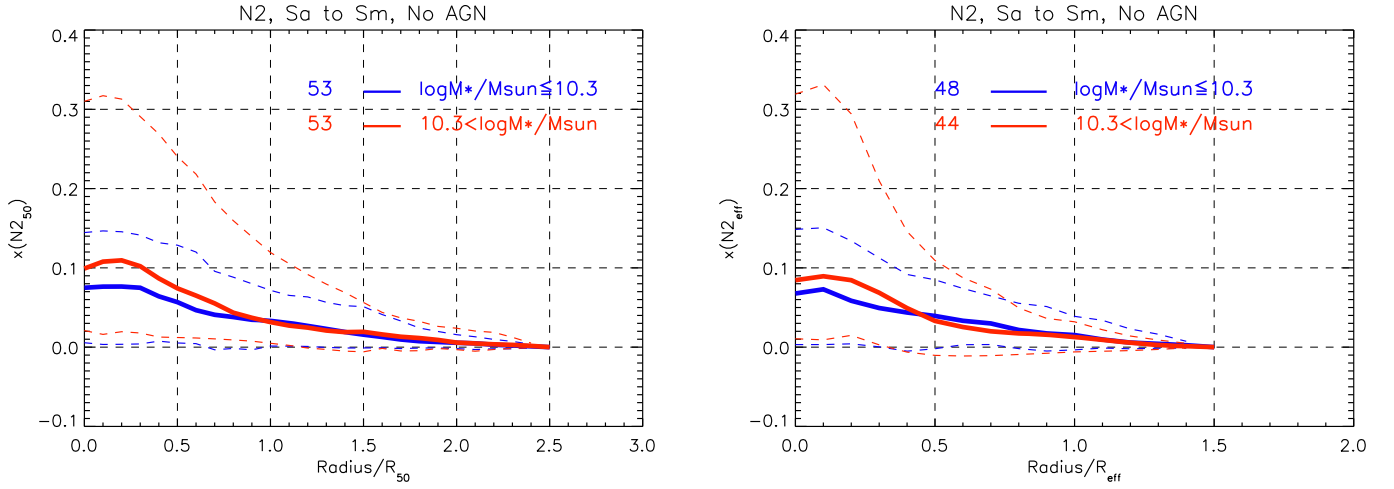 N2, Sa to Sm, No AGN
x(N2₅₀)
0.4
0.3
0.2
0.1
0.0
−0.1
53 logM*/Msun≦10.3
53 10.3<logM*/Msun
0.0 0.5 1.0 1.5 2.0 2.5 3.0
Radius/R₅₀
N2, Sa to Sm, No AGN
x(N2eff)
0.4
0.3
0.2
0.1
0.0
−0.1
48 logM*/Msun≦10.3
44 10.3<logM*/Msun
0.0 0.5 1.0 1.5 2.0
Radius/Reff